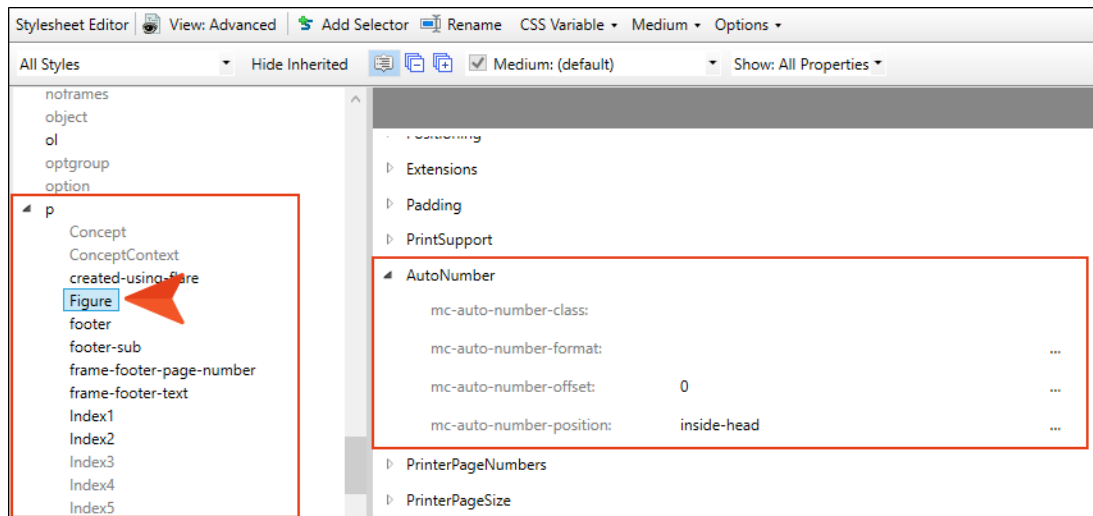 Stylesheet Editor View: Advanced Add Selector Rename CSS Variable Medium Options
All Styles Hide Inherited Medium: (default) Show: All Properties
noframes
object
ol
optgroup
option
p
Concept
ConceptContext
created-using-flare
Figure
footer
footer-sub
frame-footer-page-number
frame-footer-text
Index1
Index2
Index3
Index4
Index5
Positioning
Extensions
Padding
PrintSupport
AutoNumber
mc-auto-number-class:
mc-auto-number-format: ...
mc-auto-number-offset: 0 ...
mc-auto-number-position: inside-head ...
PrinterPageNumbers
PrinterPageSize